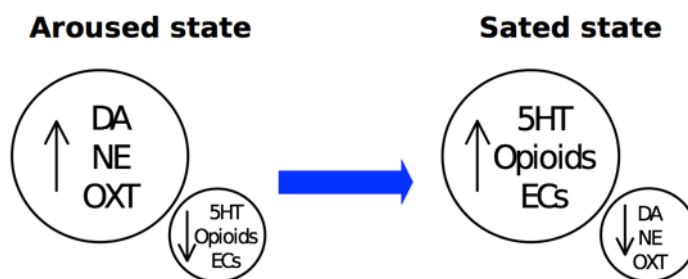 Aroused state
Sated state
DA
NE
OXT
5HT
Opioids
ECs
5HT
Opioids
ECs
DA
NE
OXT